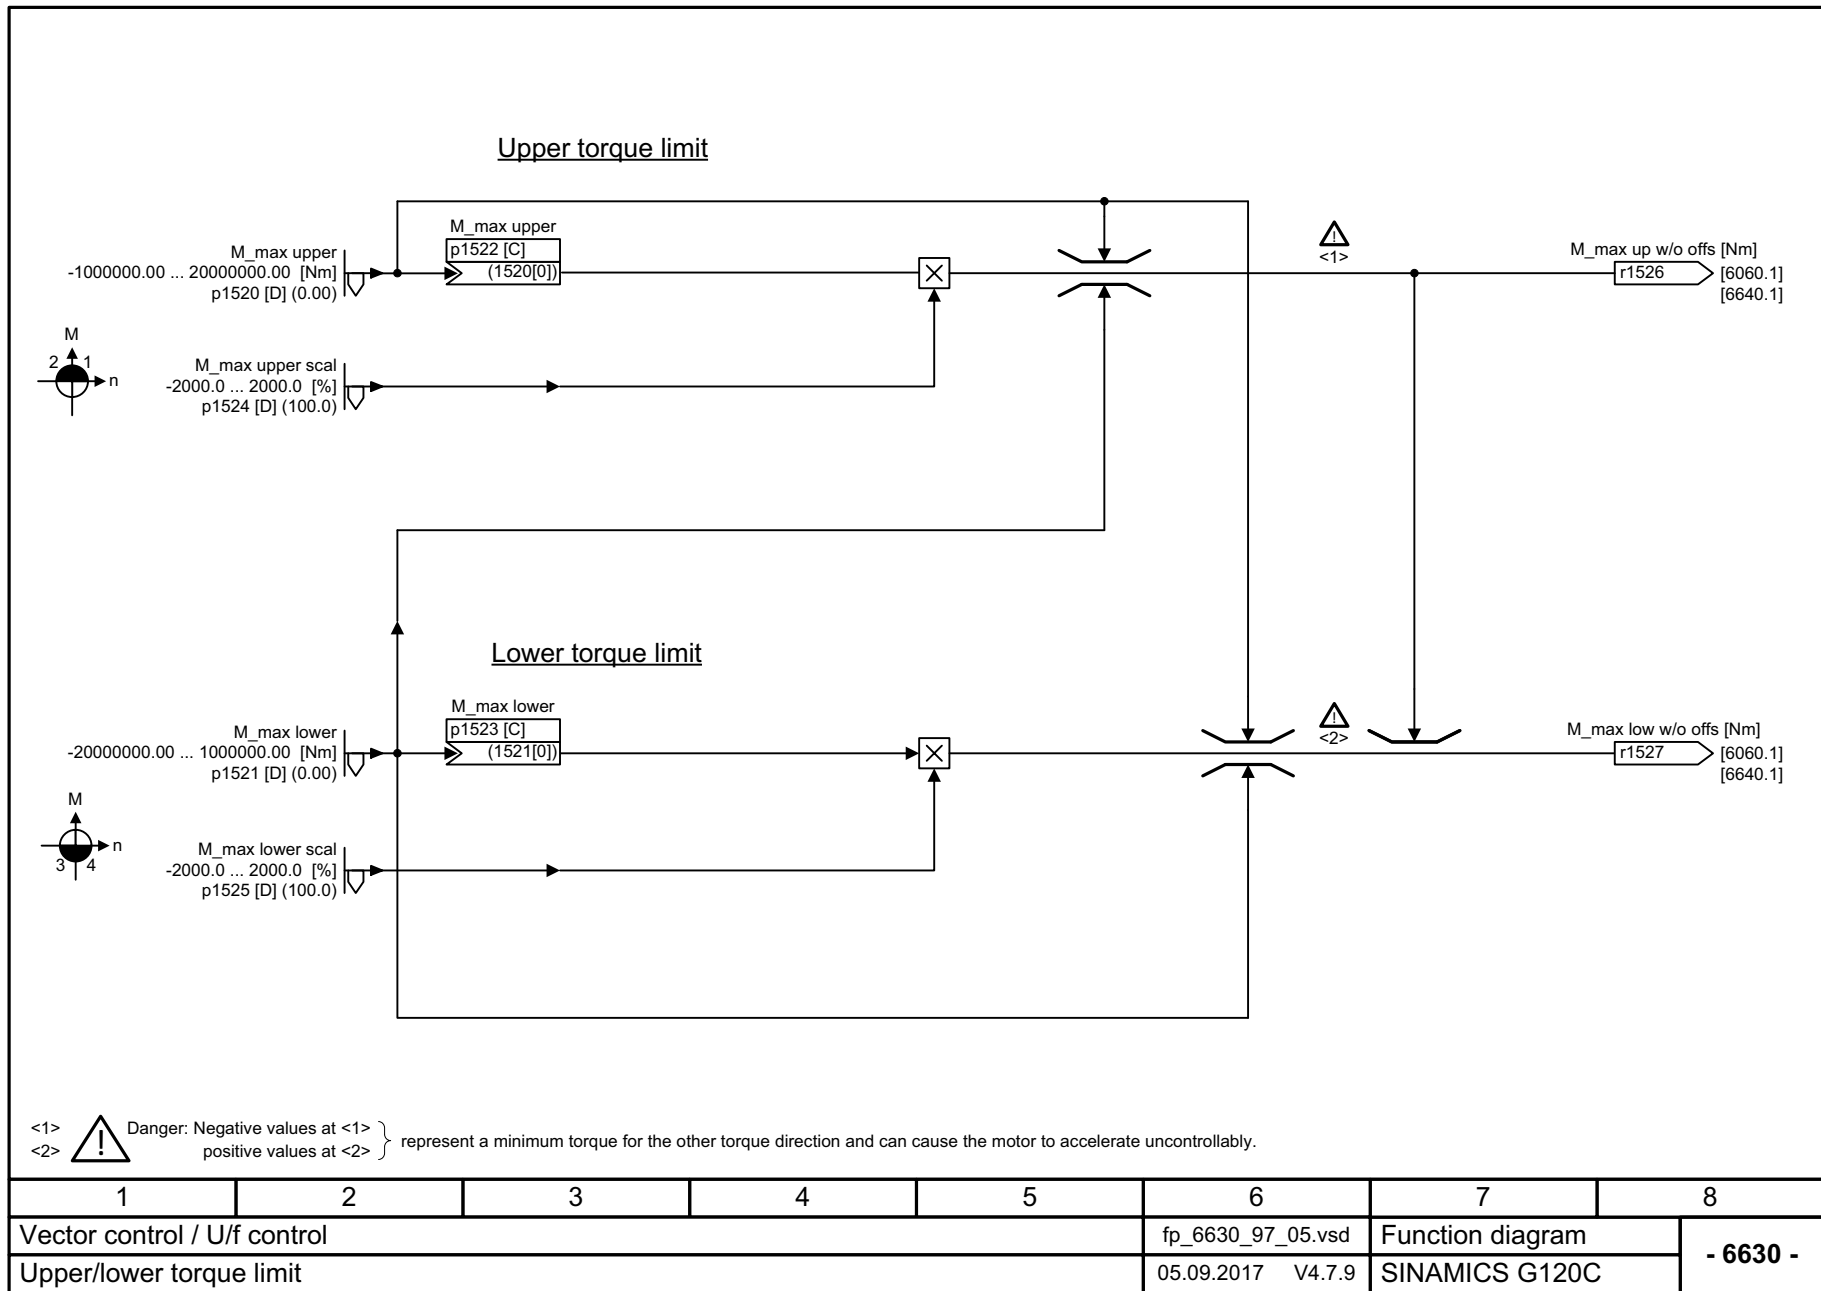 Upper torque limit
M_max upper
-1000000.00 ... 20000000.00 [Nm]
p1520 [D] (0.00)
M_max upper
p1522 [C]
(1520[0])
<1>
M_max up w/o offs [Nm]
r1526
[6060.1]
[6640.1]
M
2 1
n
M_max upper scal
-2000.0 ... 2000.0 [%]
p1524 [D] (100.0)
Lower torque limit
M_max lower
-20000000.00 ... 1000000.00 [Nm]
p1521 [D] (0.00)
M_max lower
p1523 [C]
(1521[0])
<2>
M_max low w/o offs [Nm]
r1527
[6060.1]
[6640.1]
M
n
3 4
M_max lower scal
-2000.0 ... 2000.0 [%]
p1525 [D] (100.0)
<1>
<2>
!
Danger: Negative values at <1>
positive values at <2>
represent a minimum torque for the other torque direction and can cause the motor to accelerate uncontrollably.
1 2 3 4 5 6 7 8
Vector control / U/f control
fp_6630_97_05.vsd
Function diagram
- 6630 -
Upper/lower torque limit
05.09.2017 V4.7.9
SINAMICS G120C